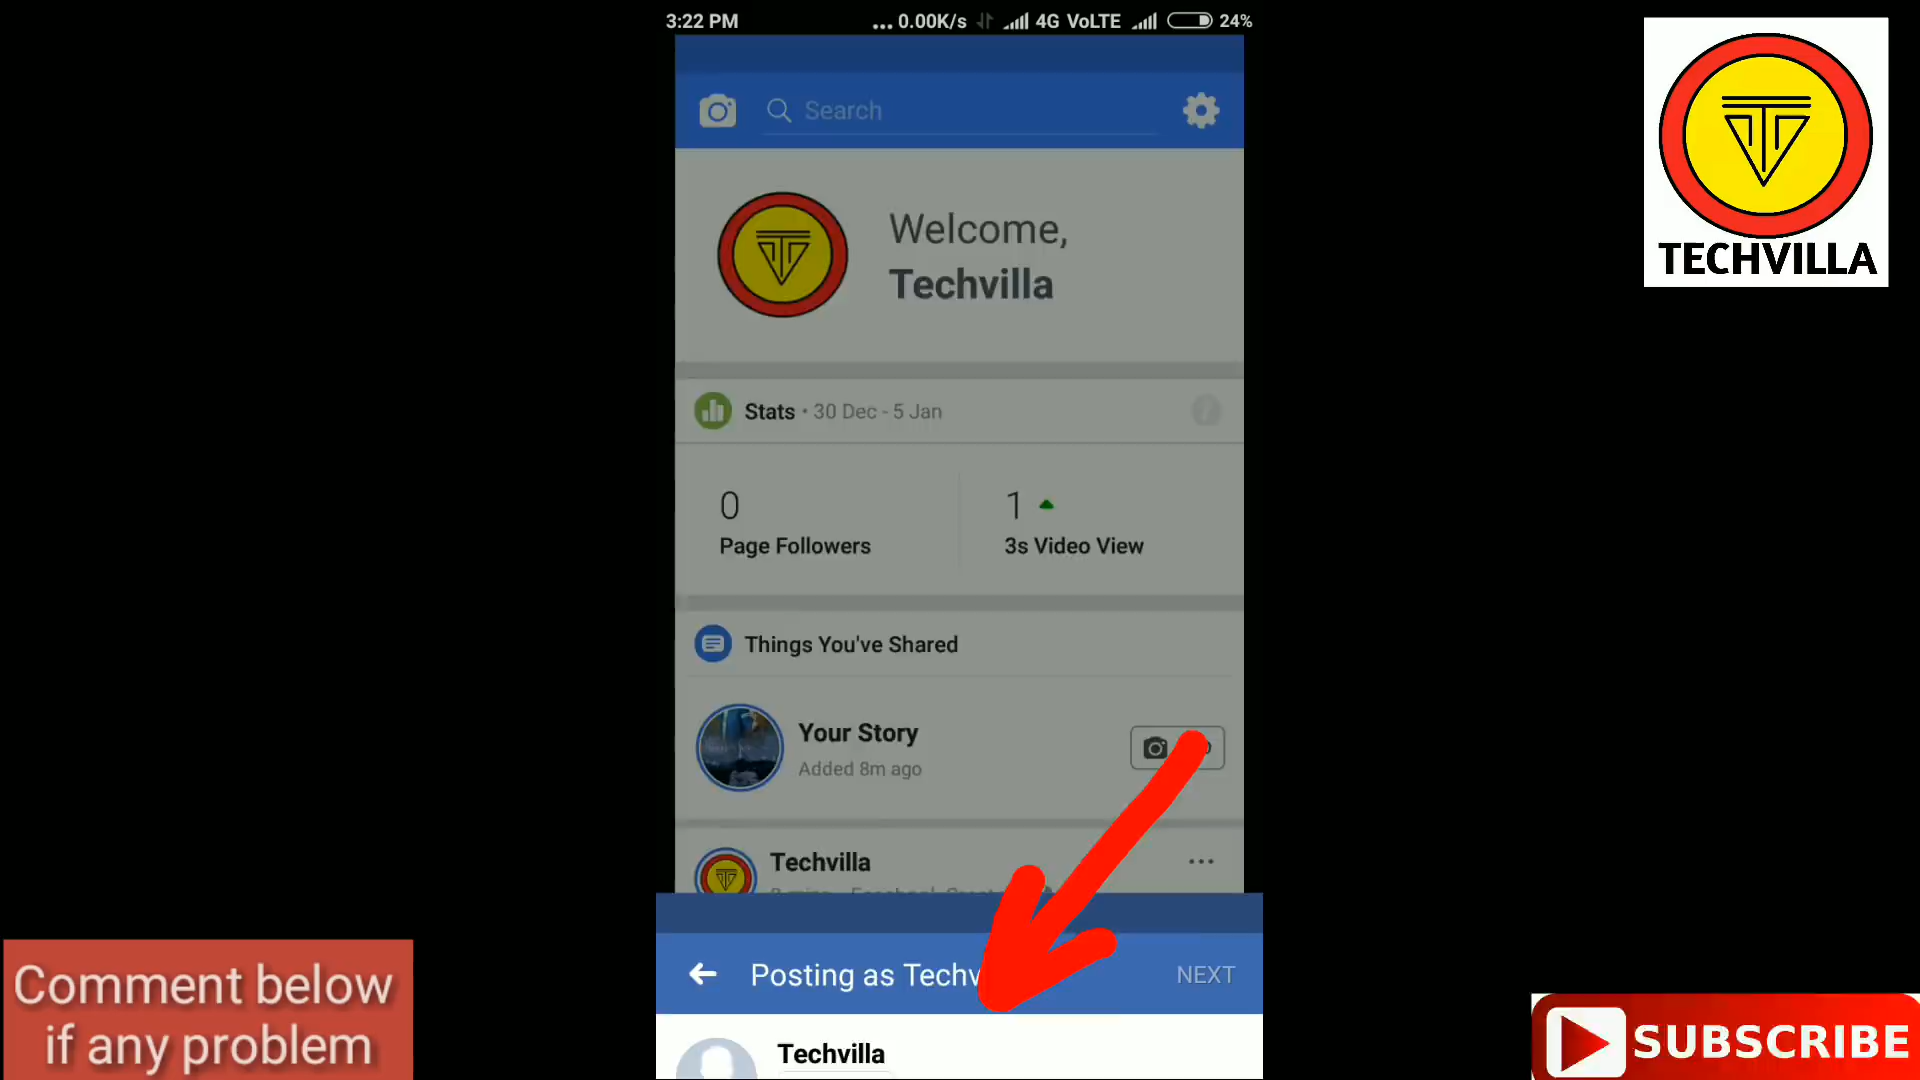 3:22 PM
... 0.00K/s 4G VoLTE 24%
Search
TECHVILLA
Welcome,
Techvilla
Stats • 30 Dec - 5 Jan
0
Page Followers
1
3s Video View
Things You've Shared
Your Story
Added 8m ago
Techvilla
Posting as Techv
NEXT
Techvilla
Comment below
if any problem
SUBSCRIBE